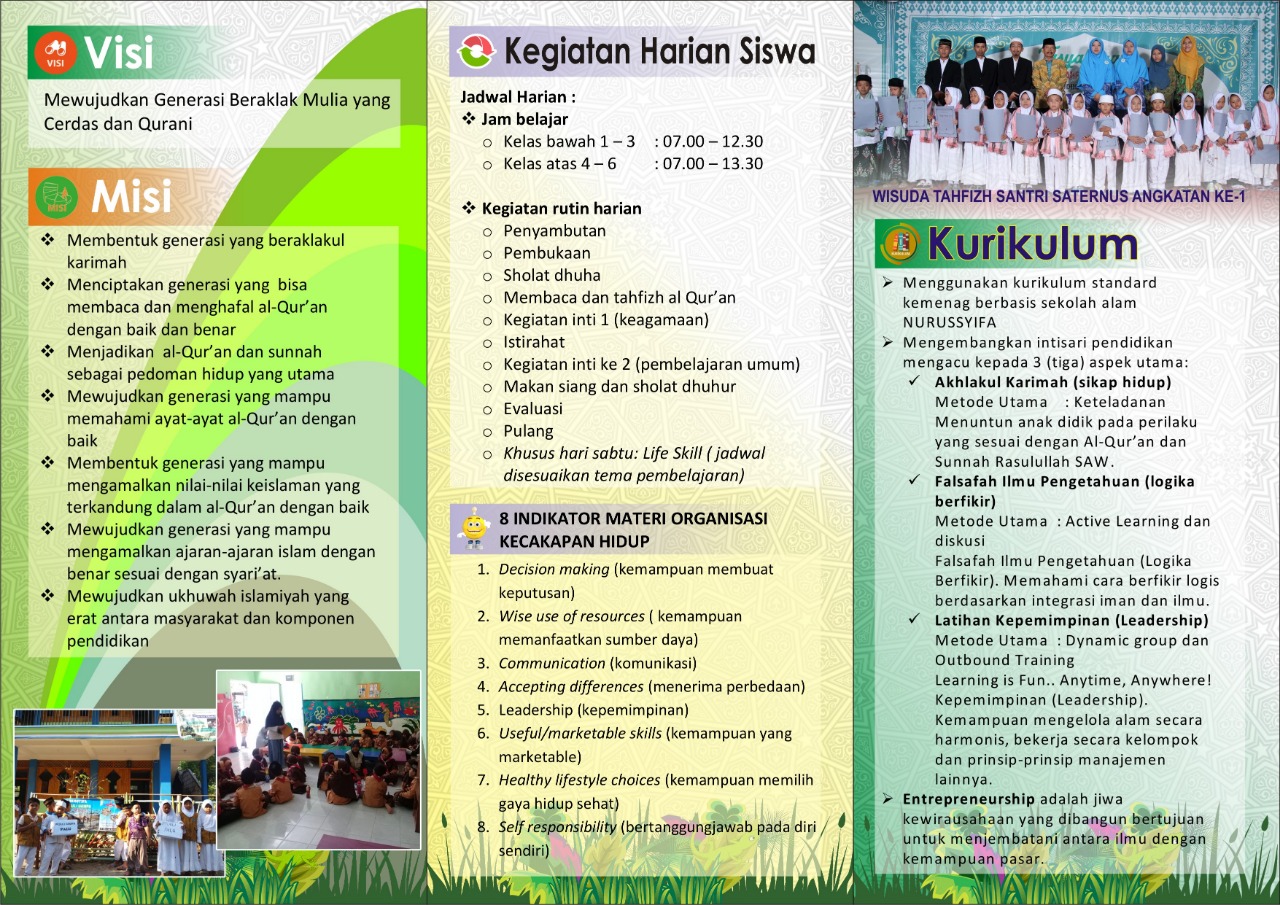 VISI
Visi
Mewujudkan Generasi Beraklak Mulia yang
Cerdas dan Qurani
MISI
Misi
❖ Membentuk generasi yang beraklakul
karimah
❖ Menciptakan generasi yang bisa
membaca dan menghafal al-Qur’an
dengan baik dan benar
❖ Menjadikan al-Qur’an dan sunnah
sebagai pedoman hidup yang utama
❖ Mewujudkan generasi yang mampu
memahami ayat-ayat al-Qur’an dengan
baik
❖ Membentuk generasi yang mampu
mengamalkan nilai-nilai keislaman yang
terkandung dalam al-Qur’an dengan baik
❖ Mewujudkan generasi yang mampu
mengamalkan ajaran-ajaran islam dengan
benar sesuai dengan syari’at.
❖ Mewujudkan ukhuwah islamiyah yang
erat antara masyarakat dan komponen
pendidikan
Kegiatan Harian Siswa
Jadwal Harian :
❖ Jam belajar
o Kelas bawah 1 – 3 : 07.00 – 12.30
o Kelas atas 4 – 6 : 07.00 – 13.30
❖ Kegiatan rutin harian
o Penyambutan
o Pembukaan
o Sholat dhuha
o Membaca dan tahfizh al Qur’an
o Kegiatan inti 1 (keagamaan)
o Istirahat
o Kegiatan inti ke 2 (pembelajaran umum)
o Makan siang dan sholat dhuhur
o Evaluasi
o Pulang
o Khusus hari sabtu: Life Skill ( jadwal
disesuaikan tema pembelajaran)
8 INDIKATOR MATERI ORGANISASI
KECAKAPAN HIDUP
1. Decision making (kemampuan membuat
keputusan)
2. Wise use of resources ( kemampuan
memanfaatkan sumber daya)
3. Communication (komunikasi)
4. Accepting differences (menerima perbedaan)
5. Leadership (kepemimpinan)
6. Useful/marketable skills (kemampuan yang
marketable)
7. Healthy lifestyle choices (kemampuan memilih
gaya hidup sehat)
8. Self responsibility (bertanggungjawab pada diri
sendiri)
WISUDA TAHFIZH SANTRI SATERNUS ANGKATAN KE-1
Kurikulum
➢ Menggunakan kurikulum standard
kemenag berbasis sekolah alam
NURUSSYIFA
➢ Mengembangkan intisari pendidikan
mengacu kepada 3 (tiga) aspek utama:
✓ Akhlakul Karimah (sikap hidup)
Metode Utama : Keteladanan
Menuntun anak didik pada perilaku
yang sesuai dengan Al-Qur’an dan
Sunnah Rasulullah SAW.
✓ Falsafah Ilmu Pengetahuan (logika
berfikir)
Metode Utama : Active Learning dan
diskusi
Falsafah Ilmu Pengetahuan (Logika
Berfikir). Memahami cara berfikir logis
berdasarkan integrasi iman dan ilmu.
✓ Latihan Kepemimpinan (Leadership)
Metode Utama : Dynamic group dan
Outbound Training
Learning is Fun.. Anytime, Anywhere!
Kepemimpinan (Leadership).
Kemampuan mengelola alam secara
harmonis, bekerja secara kelompok
dan prinsip-prinsip manajemen
lainnya.
➢ Entrepreneurship adalah jiwa
kewirausahaan yang dibangun bertujuan
untuk menjembatani antara ilmu dengan
kemampuan pasar.